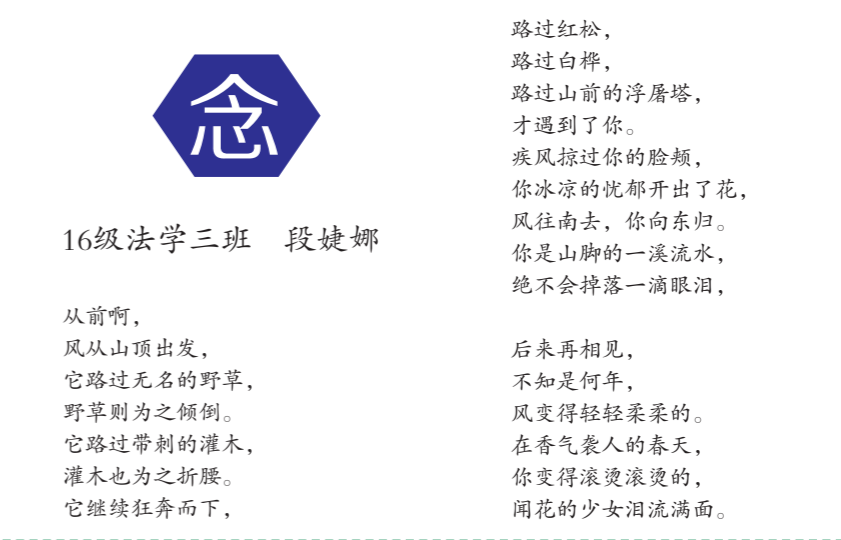 念
16级法学三班 段婕娜
从前啊，
风从山顶出发，
它路过无名的野草，
野草则为之倾倒。
它路过带刺的灌木，
灌木也为之折腰。
它继续狂奔而下，
路过红松，
路过白桦，
路过山前的浮屠塔，
才遇到了你。
疾风掠过你的脸颊，
你冰凉的忧郁开出了花，
风往南去，你向东归。
你是山脚的一溪流水，
绝不会掉落一滴眼泪，
后来再相见，
不知是何年，
风变得轻轻柔柔的。
在香气袭人的春天，
你变得滚烫滚烫的，
闻花的少女泪流满面。